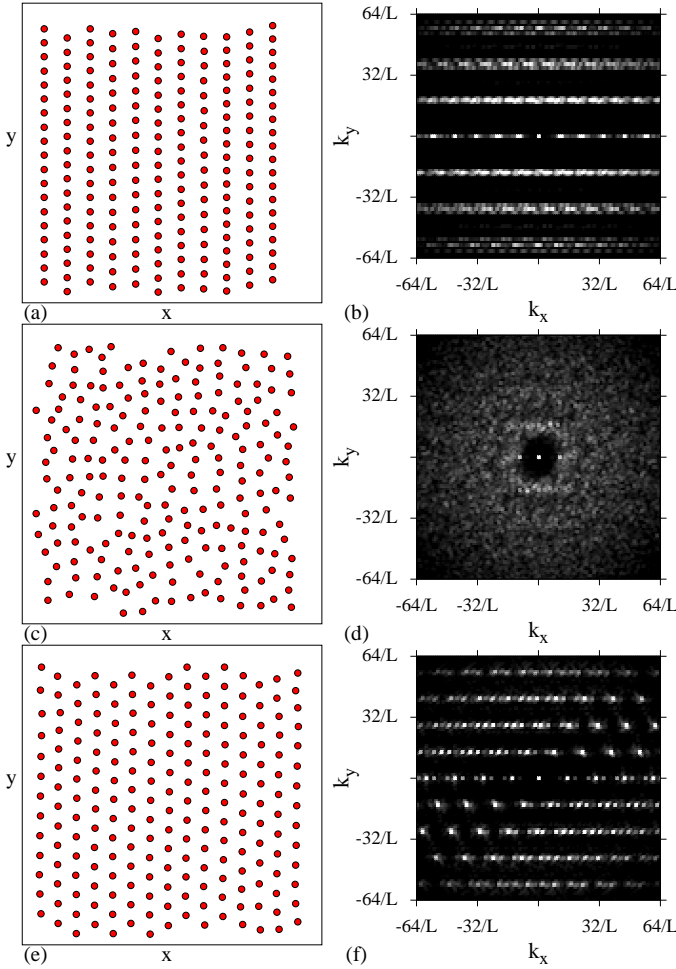 y
x
(a)
64/L
32/L
-32/L
-64/L
k_y
-64/L -32/L 32/L 64/L
k_x
(b)
y
x
(c)
64/L
32/L
-32/L
-64/L
k_y
-64/L -32/L 32/L 64/L
k_x
(d)
y
x
(e)
64/L
32/L
-32/L
-64/L
k_y
-64/L -32/L 32/L 64/L
k_x
(f)